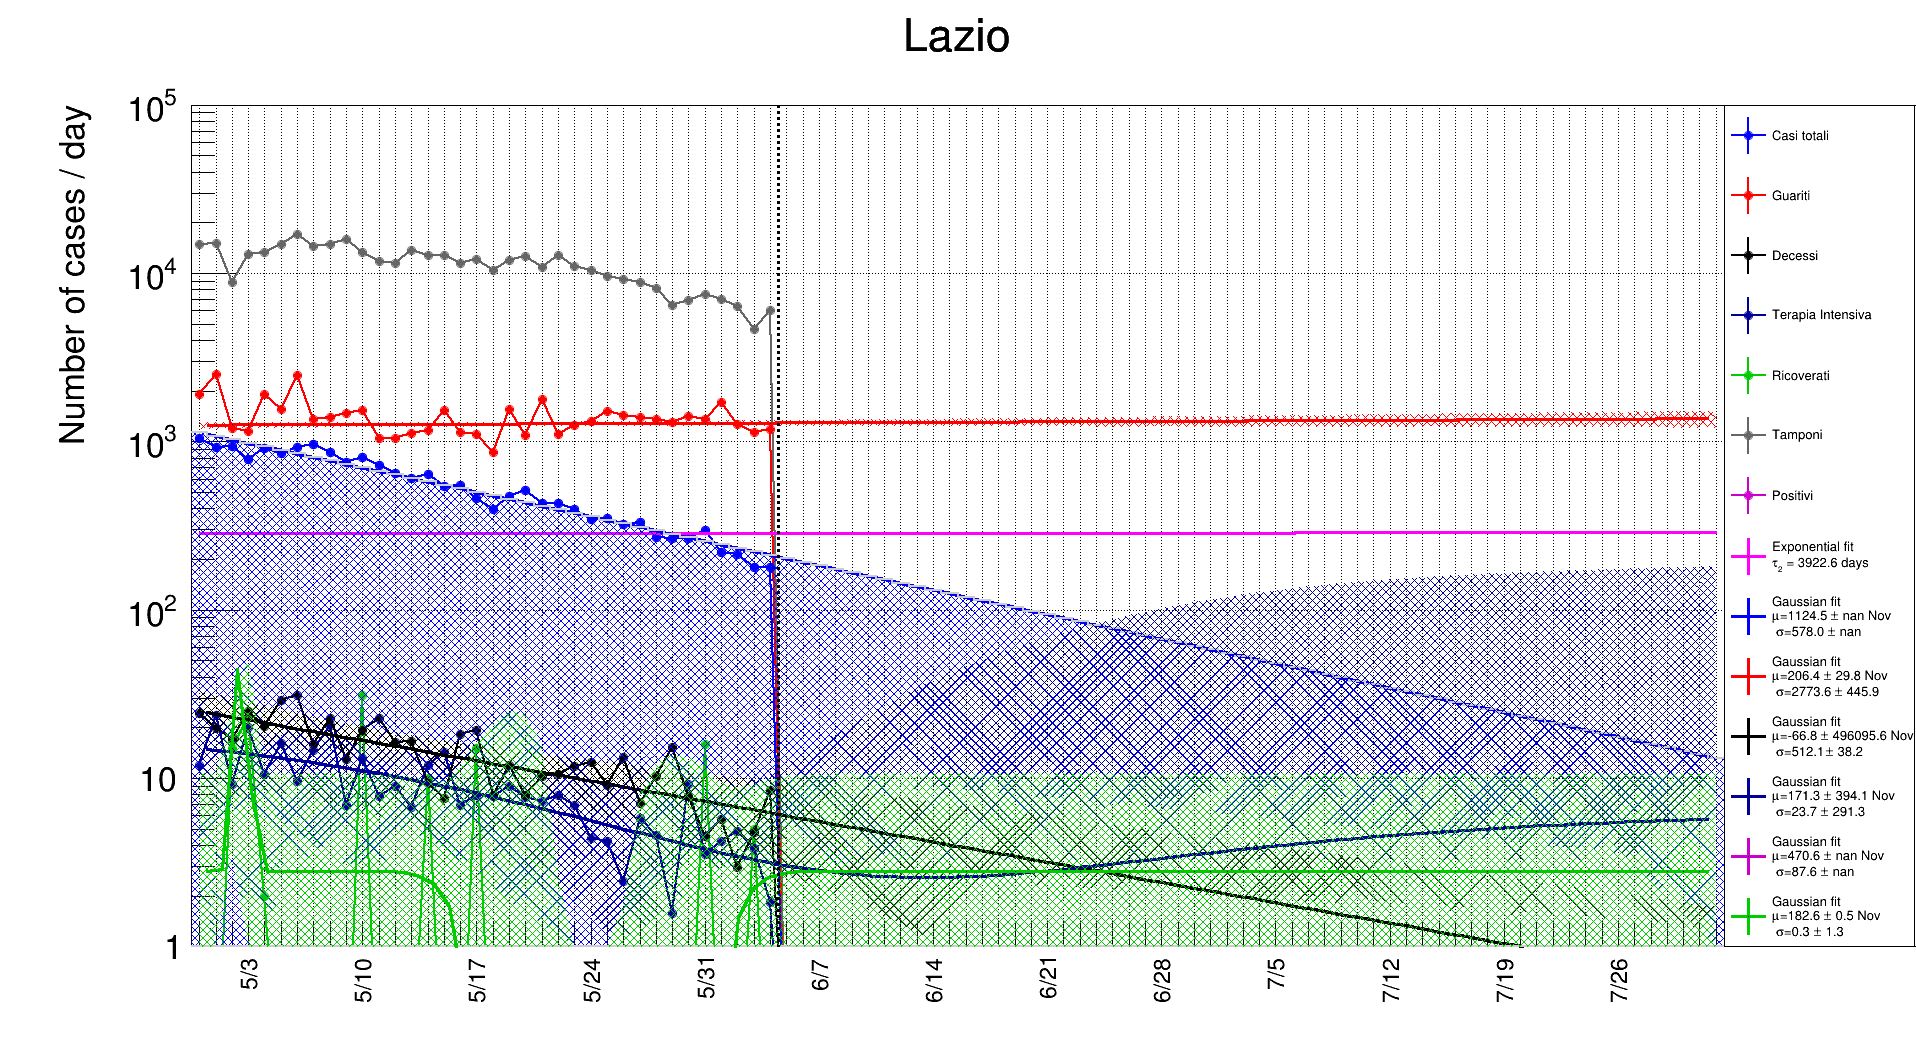 Lazio
Number of cases / day
10^5
10^4
10^3
10^2
10
1
5/3
5/10
5/17
5/24
5/31
6/7
6/14
6/21
6/28
7/5
7/12
7/19
7/26
Casi totali
Guariti
Decessi
Terapia Intensiva
Ricoverati
Tamponi
Positivi
Exponential fit
τ₂ = 3922.6 days
Gaussian fit
μ=1124.5 ± nan Nov
σ=578.0 ± nan
Gaussian fit
μ=206.4 ± 29.8 Nov
σ=2773.6 ± 445.9
Gaussian fit
μ=-66.8 ± 496095.6 Nov
σ=512.1 ± 38.2
Gaussian fit
μ=171.3 ± 394.1 Nov
σ=23.7 ± 291.3
Gaussian fit
μ=470.6 ± nan Nov
σ=87.6 ± nan
Gaussian fit
μ=182.6 ± 0.5 Nov
σ=0.3 ± 1.3